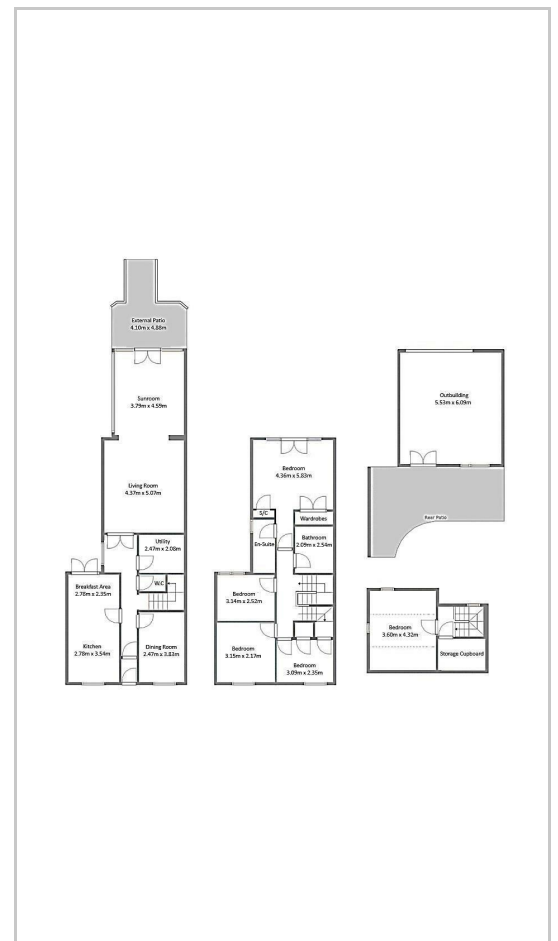 External Patio
4.10m x 4.88m
Sunroom
3.79m x 4.59m
Living Room
4.37m x 5.07m
Utility
2.47m x 2.08m
W.C
Breakfast Area
2.78m x 2.35m
Kitchen
2.78m x 3.54m
Dining Room
2.47m x 3.83m
Bedroom
4.36m x 5.83m
S/C
Wardrobes
En-Suite
Bathroom
2.09m x 2.54m
Bedroom
3.14m x 2.52m
Bedroom
3.15m x 2.17m
Bedroom
3.09m x 2.35m
Outbuilding
5.53m x 6.09m
Rear Patio
Bedroom
3.60m x 4.32m
Storage Cupboard